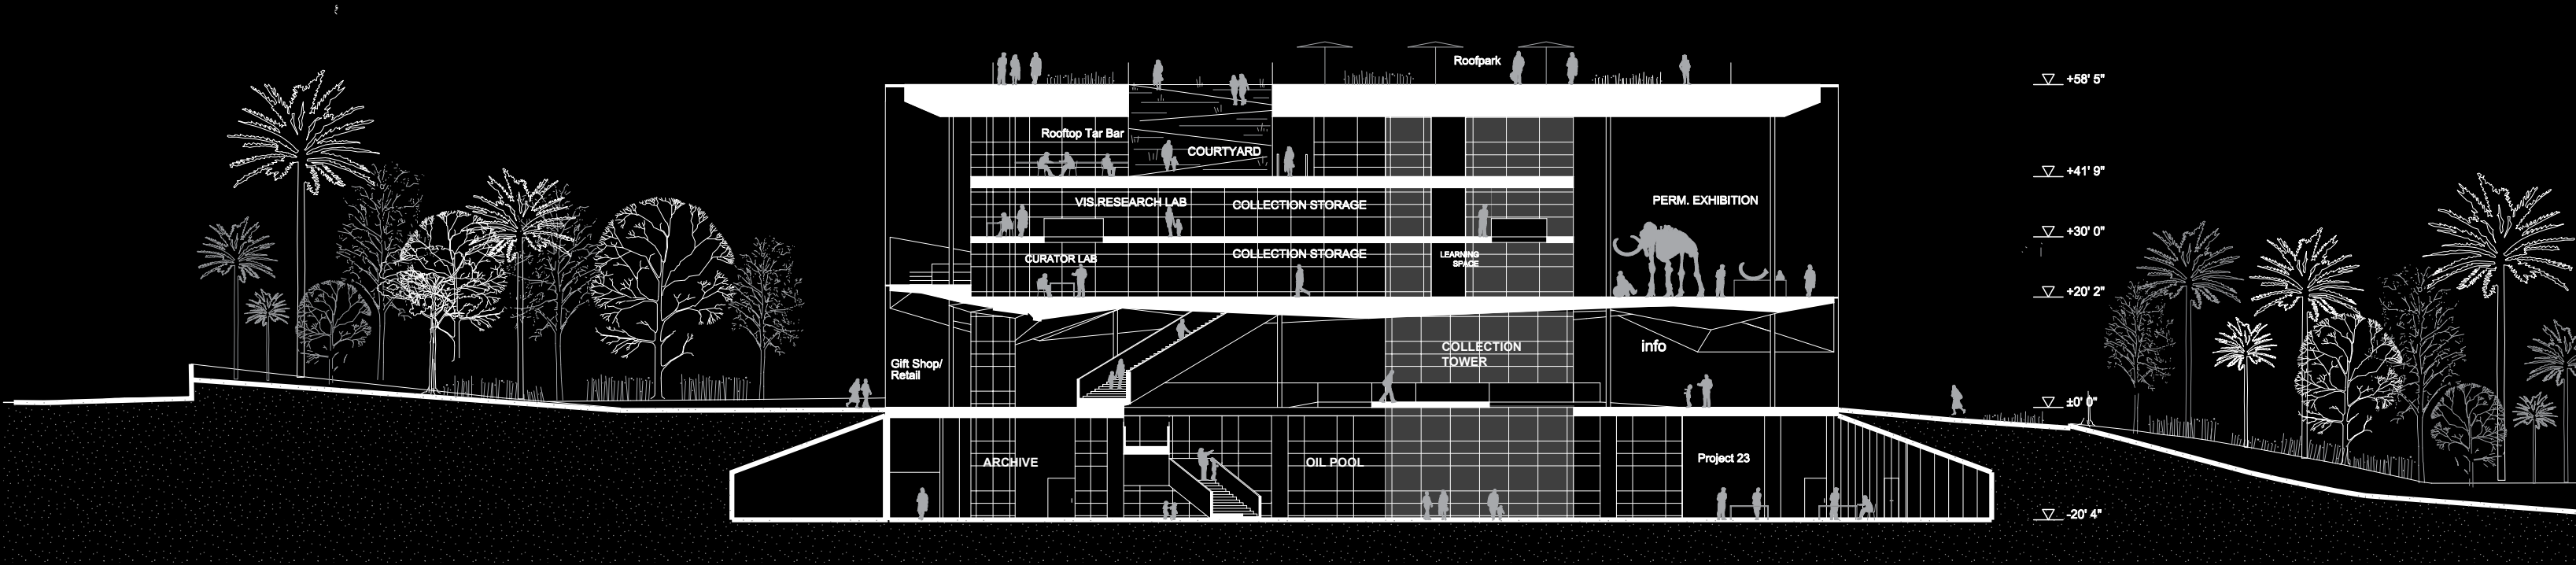 Roofpark
+58' 5"
Rooftop Tar Bar
COURTYARD
+41' 9"
VIS.RESEARCH LAB
COLLECTION STORAGE
PERM. EXHIBITION
+30' 0"
CURATOR LAB
COLLECTION STORAGE
LEARNING
SPACE
+20' 2"
Gift Shop/
Retail
COLLECTION
TOWER
info
±0' 0"
ARCHIVE
OIL POOL
Project 23
-20' 4"